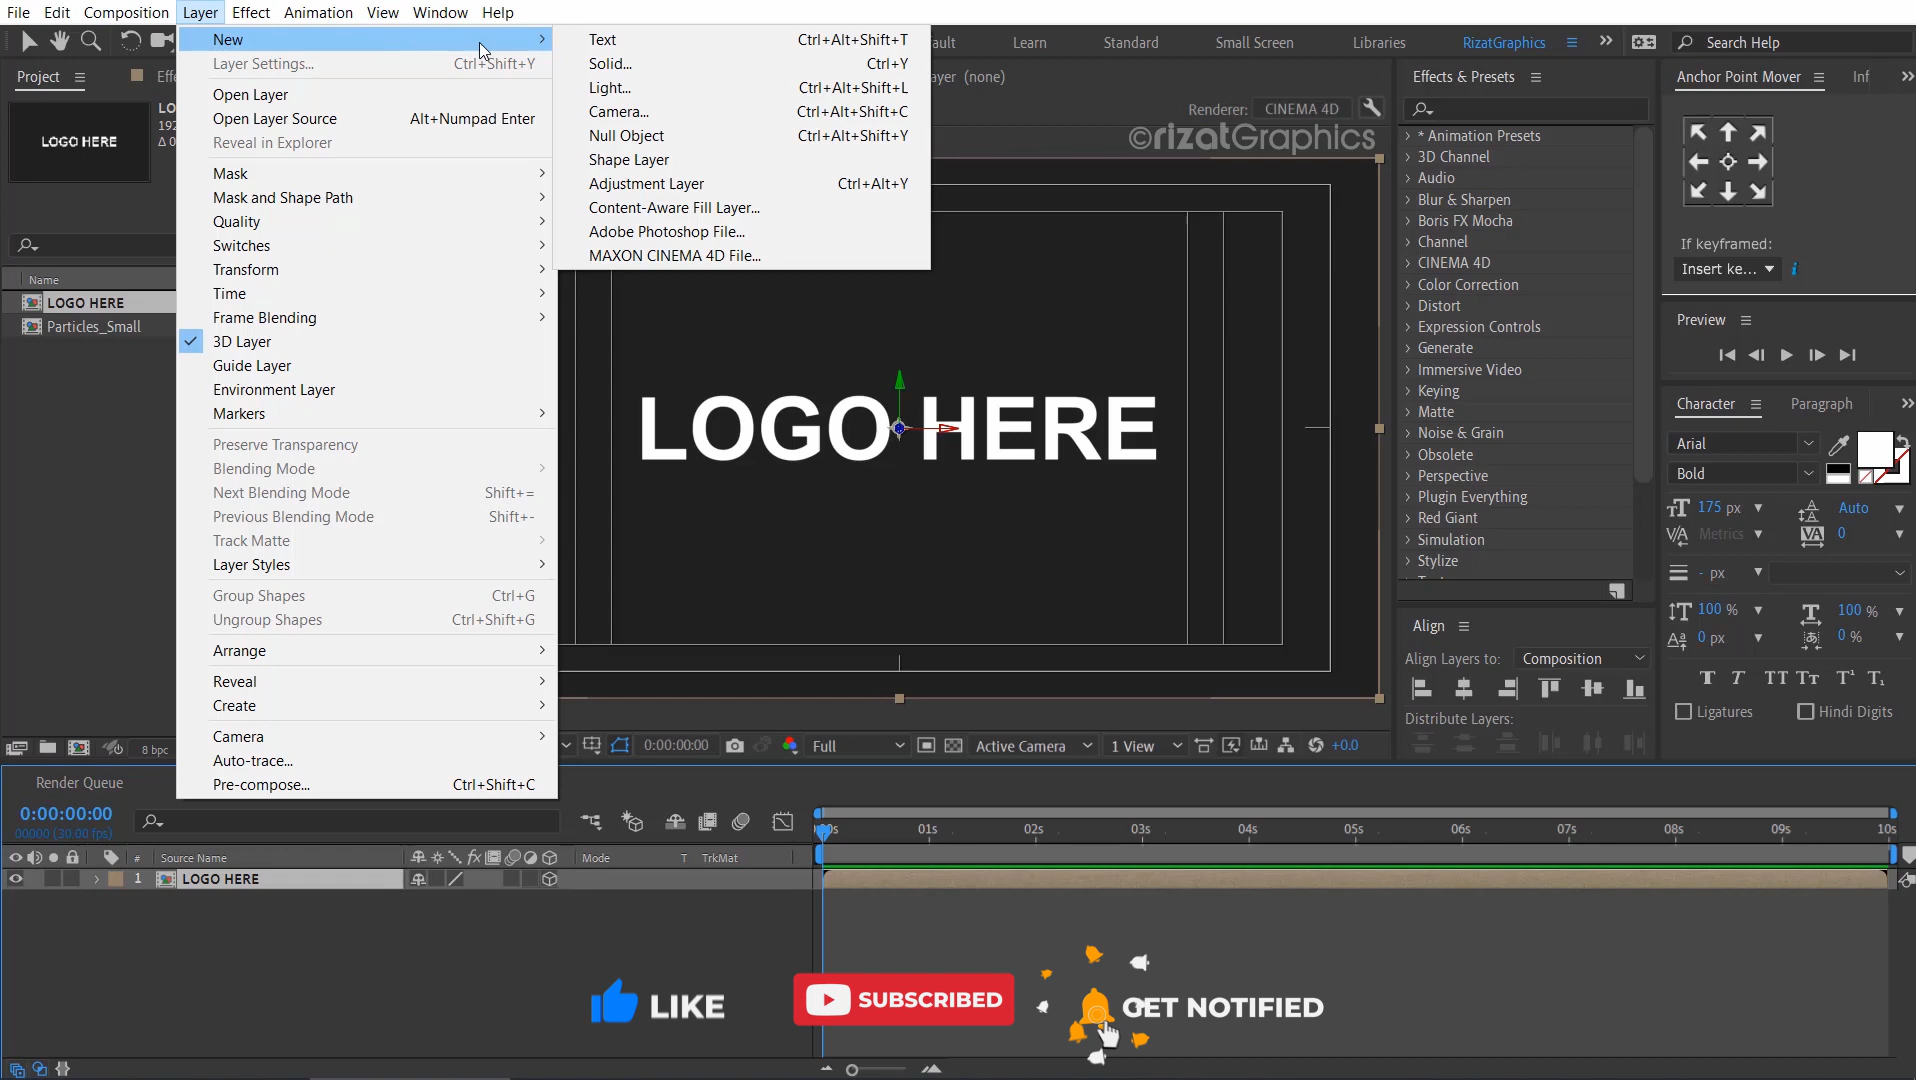 File Edit Composition Layer Effect Animation View Window Help
New
Layer Settings... Ctrl+Shift+Y
Open Layer
Open Layer Source Alt+Numpad Enter
Reveal in Explorer
Mask
Mask and Shape Path
Quality
Switches
Transform
Time
Frame Blending
3D Layer
Guide Layer
Environment Layer
Markers
Preserve Transparency
Blending Mode
Next Blending Mode Shift+=
Previous Blending Mode Shift+-
Track Matte
Layer Styles
Group Shapes Ctrl+G
Ungroup Shapes Ctrl+Shift+G
Arrange
Reveal
Create
Camera
Auto-trace...
Pre-compose... Ctrl+Shift+C
Text Ctrl+Alt+Shift+T
Solid... Ctrl+Y
Light... Ctrl+Alt+Shift+L
Camera... Ctrl+Alt+Shift+C
Null Object Ctrl+Alt+Shift+Y
Shape Layer
Adjustment Layer Ctrl+Alt+Y
Content-Aware Fill Layer...
Adobe Photoshop File...
MAXON CINEMA 4D File...
Learn Standard Small Screen Libraries RizatGraphics Search Help
Project
LOGO HERE
Name
LOGO HERE
Particles_Small
8 bpc
(none)
Renderer: CINEMA 4D
©rizatGraphics
LOGO HERE
0:00:00:00 Full Active Camera 1 View +0.0
Effects & Presets
* Animation Presets
3D Channel
Audio
Blur & Sharpen
Boris FX Mocha
Channel
CINEMA 4D
Color Correction
Distort
Expression Controls
Generate
Immersive Video
Keying
Matte
Noise & Grain
Obsolete
Perspective
Plugin Everything
Red Giant
Simulation
Stylize
Align
Align Layers to: Composition
Distribute Layers:
Anchor Point Mover Inf
If keyframed:
Insert ke...
Preview
Character Paragraph
Arial
Bold
175 px Auto
Metrics 0
- px
100 % 100 %
0 px 0 %
Ligatures Hindi Digits
Render Queue
0:00:00:00
00000 (30.00 fps)
01s 02s 03s 04s 05s 06s 07s 08s 09s 10s
# Source Name Mode T TrkMat
1 LOGO HERE
LIKE SUBSCRIBED GET NOTIFIED